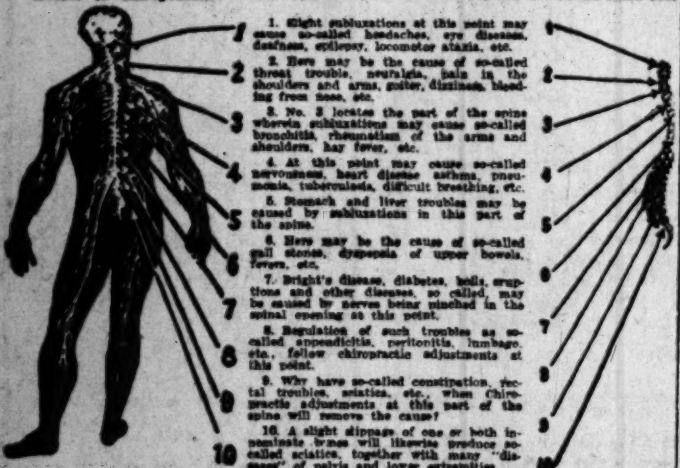 1. Slight subluxations at this point may
cause so-called headaches, eye diseases,
deafness, epilepsy, locomotor ataxia, etc.
2. Here may be the cause of so-called
throat trouble, neuralgia, pain in the
shoulders and arms, goiter, dizziness, bleed-
ing from nose, etc.
3. No. 3 locates the part of the spine
wherein subluxations may cause so-called
bronchitis, rheumatism of the arms and
shoulders, hay fever, etc.
4. At this point may cause so-called
nervousness, heart disease asthma, pneu-
monia, tuberculosis, difficult breathing, etc.
5. Stomach and liver troubles may be
caused by subluxations in this part of
the spine.
6. Here may be the cause of so-called
gall stones, dyspepsia of upper bowels,
fevers, etc.
7. Bright's disease, diabetes, boils, erup-
tions and other diseases, so called, may
be caused by nerves being pinched in the
spinal opening at this point.
8. Regulation of such troubles as so-
called appendicitis, peritonitis, lumbago,
etc., follow chiropractic adjustments at
this point.
9. Why have so-called constipation, rec-
tal troubles, sciatica, etc., when Chiro-
practic adjustments at this part of the
spine will remove the cause?
10. A slight slippage of one or both in-
nominate bones will likewise produce so-
called sciatica, together with many "dis-
eases" of pelvis and lower extremities.
1
2
3
4
5
6
7
8
9
10
1
2
3
4
5
6
7
8
9
10